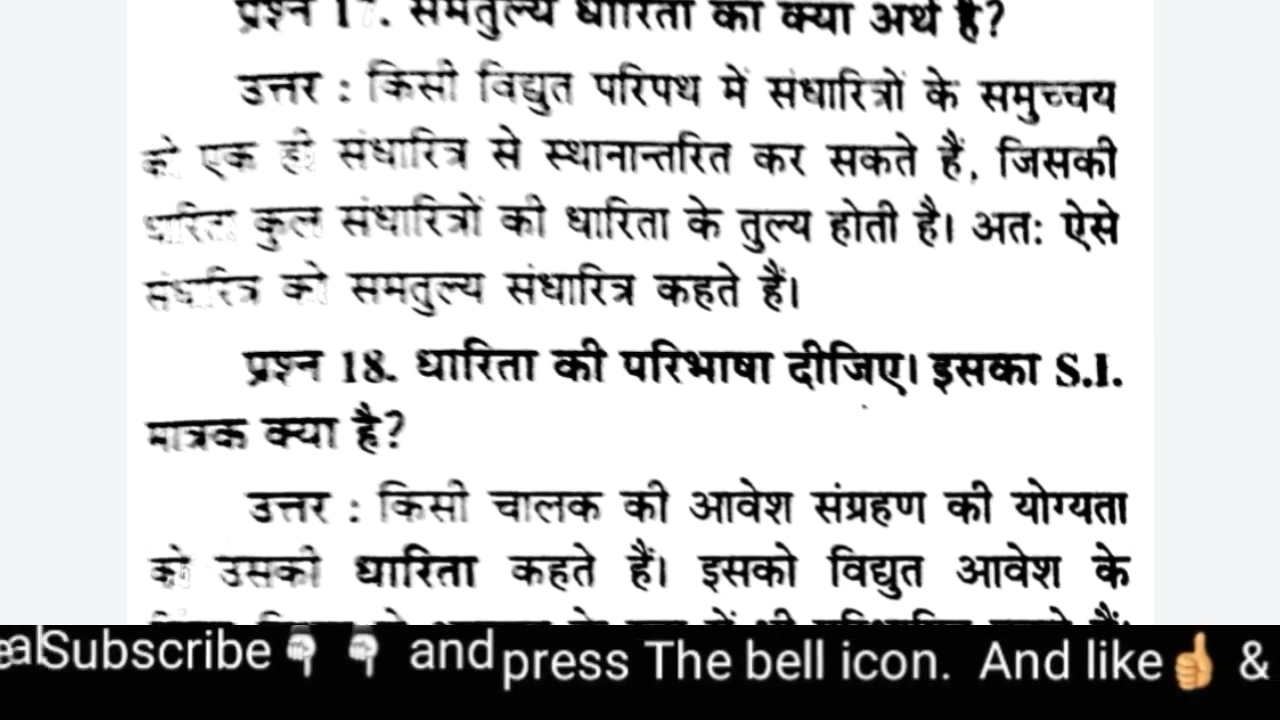 प्रश्न 17. समतुल्य धारिता का क्या अर्थ है?
उत्तर : किसी विद्युत परिपथ में संधारित्रों के समुच्चय
को एक ही संधारित्र से स्थानान्तरित कर सकते हैं, जिसकी
धारिता कुल संधारित्रों की धारिता के तुल्य होती है। अतः ऐसे
संधारित्र को समतुल्य संधारित्र कहते हैं।
प्रश्न 18. धारिता की परिभाषा दीजिए। इसका S.I.
मात्रक क्या है?
उत्तर : किसी चालक की आवेश संग्रहण की योग्यता
को उसकी धारिता कहते हैं। इसको विद्युत आवेश के
Subscribe👇👇 and press The bell icon. And like👍 &